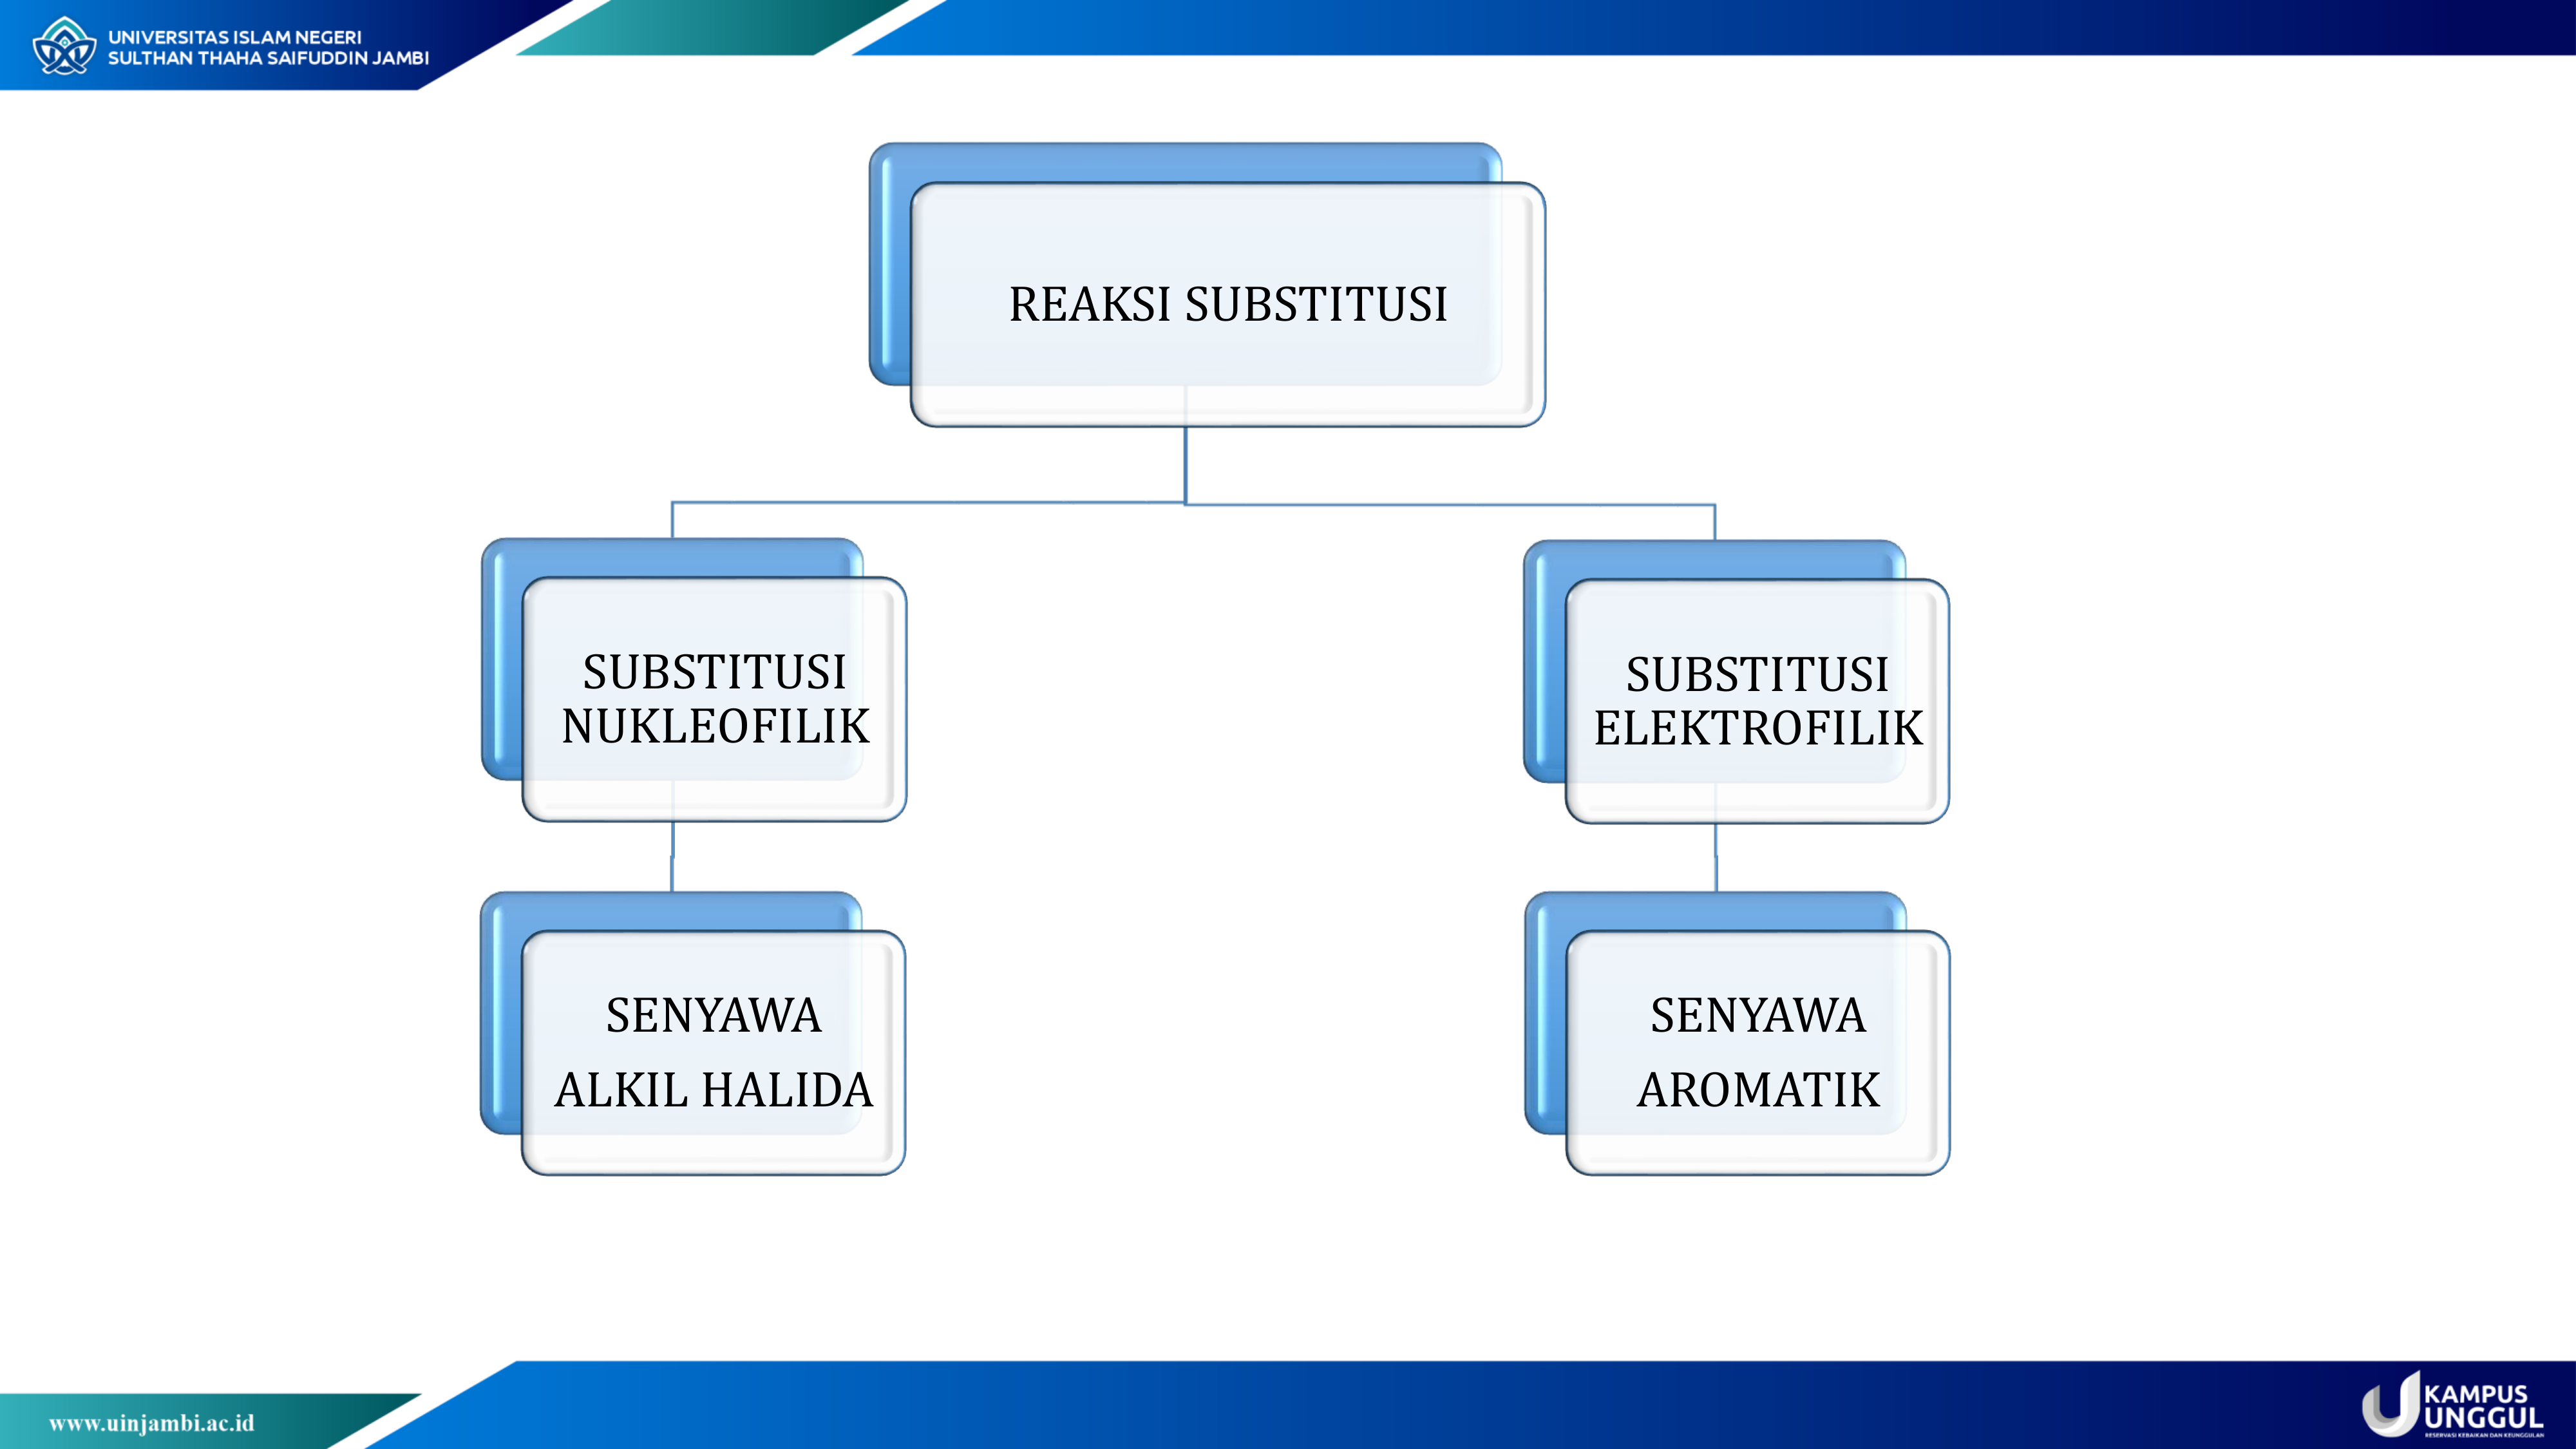 UNIVERSITAS ISLAM NEGERI
SULTHAN THAHA SAIFUDDIN JAMBI
REAKSI SUBSTITUSI
SUBSTITUSI
NUKLEOFILIK
SUBSTITUSI
ELEKTROFILIK
SENYAWA
ALKIL HALIDA
SENYAWA
AROMATIK
www.uinjambi.ac.id
KAMPUS
UNGGUL
RESERVASI KEBAIKAN DAN KEUNGGULAN